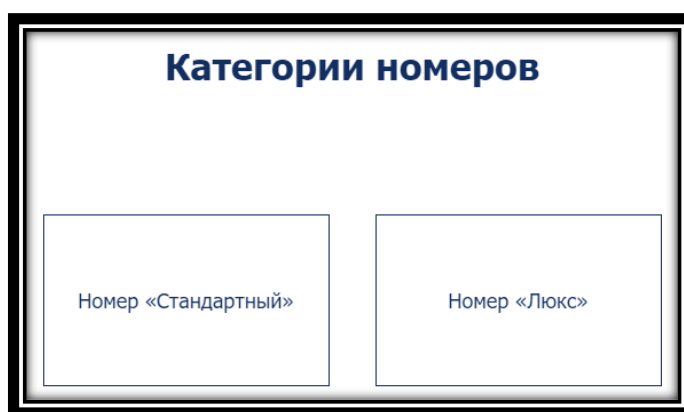 Категории номеров
Номер «Стандартный»
Номер «Люкс»